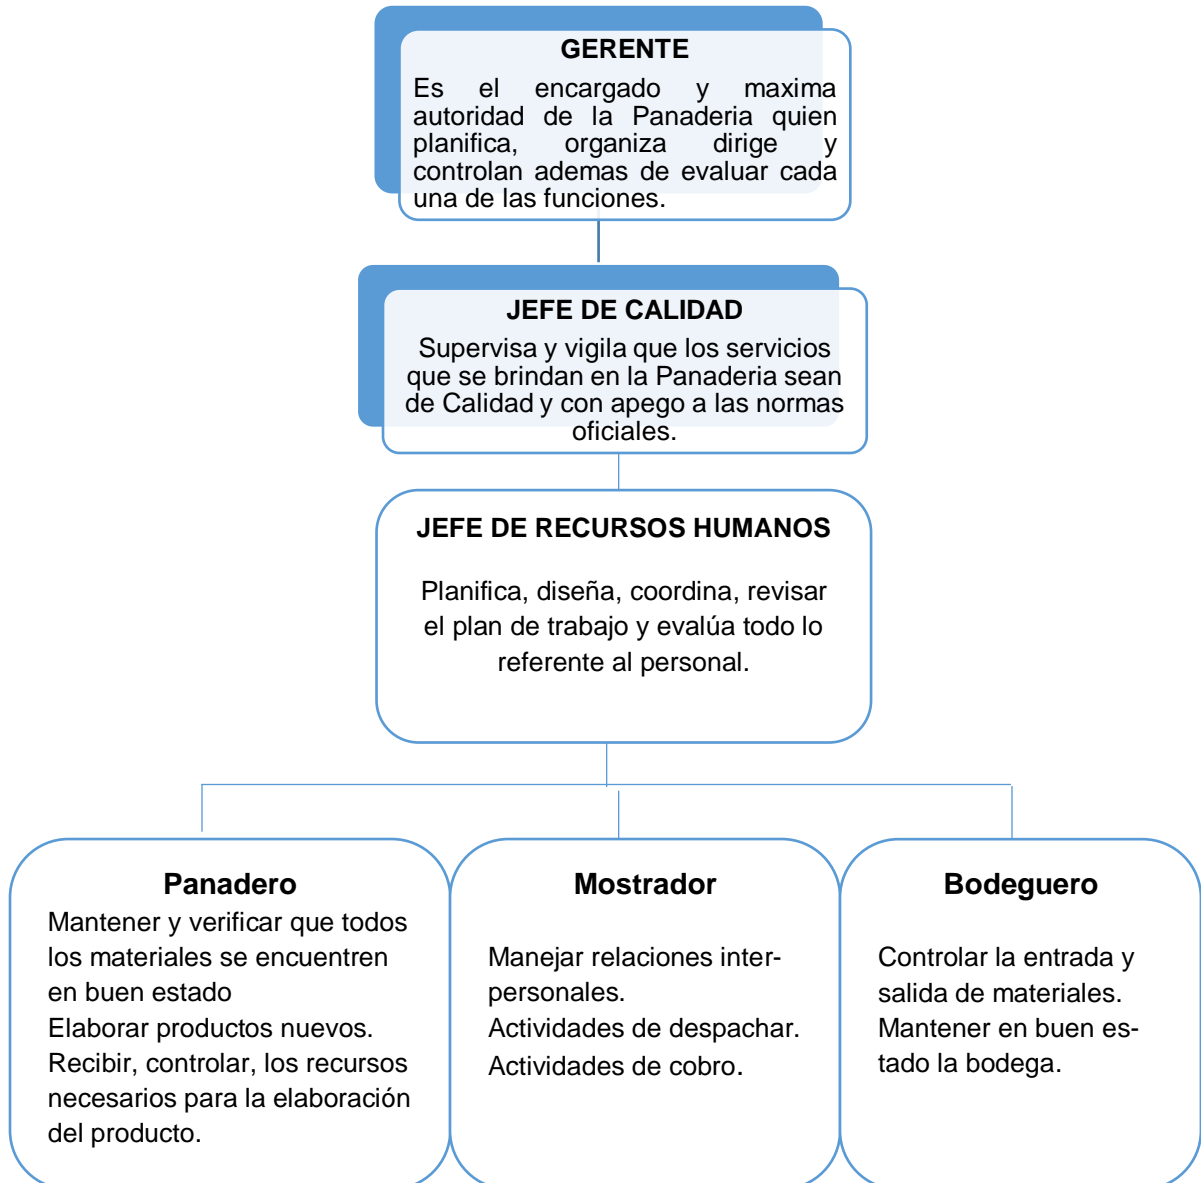 GERENTE
Es el encargado y maxima
autoridad de la Panaderia quien
planifica, organiza dirige y
controlan ademas de evaluar cada
una de las funciones.
JEFE DE CALIDAD
Supervisa y vigila que los servicios
que se brindan en la Panaderia sean
de Calidad y con apego a las normas
oficiales.
JEFE DE RECURSOS HUMANOS
Planifica, diseña, coordina, revisar
el plan de trabajo y evalúa todo lo
referente al personal.
Panadero
Mantener y verificar que todos
los materiales se encuentren
en buen estado
Elaborar productos nuevos.
Recibir, controlar, los recursos
necesarios para la elaboración
del producto.
Mostrador
Manejar relaciones inter-
personales.
Actividades de despachar.
Actividades de cobro.
Bodeguero
Controlar la entrada y
salida de materiales.
Mantener en buen es-
tado la bodega.